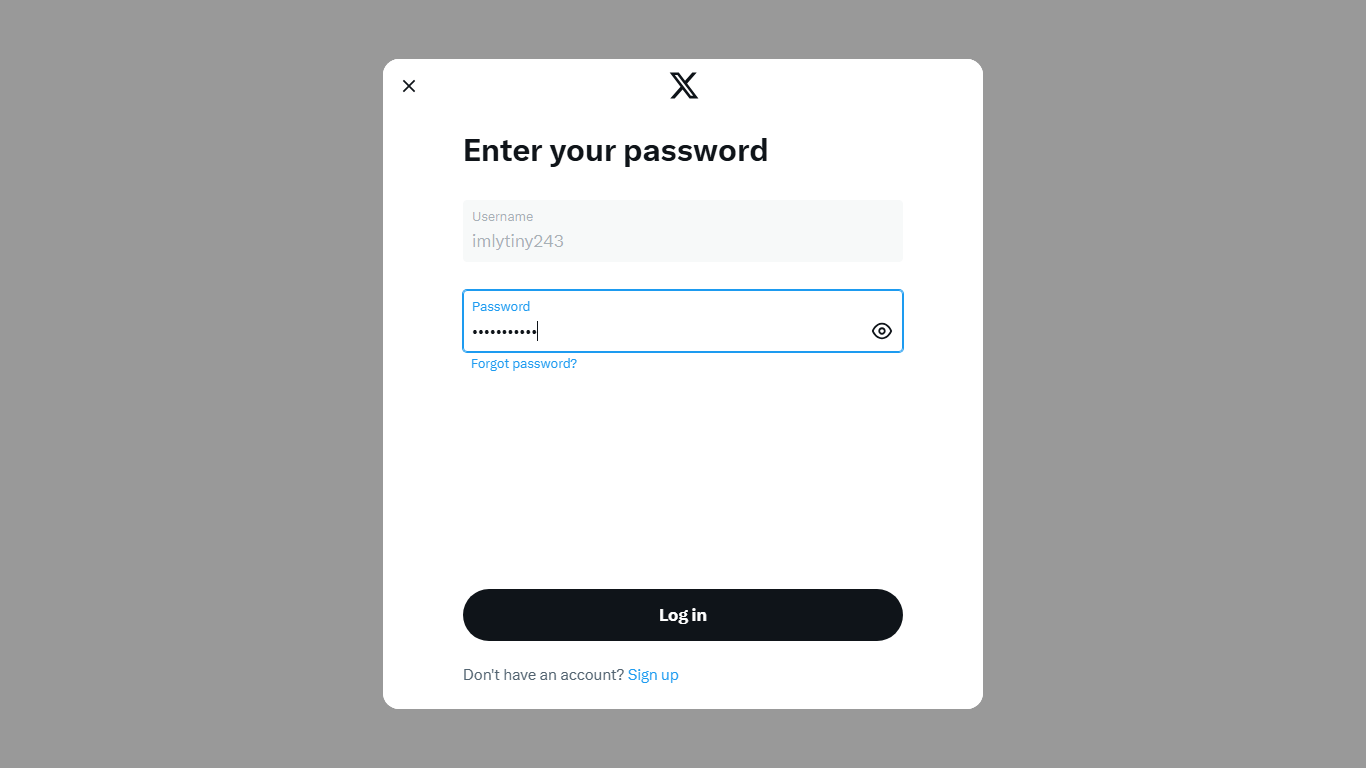 Enter your password
Username
imlytiny243
Password
•••••••••••
Forgot password?
Log in
Don't have an account? Sign up